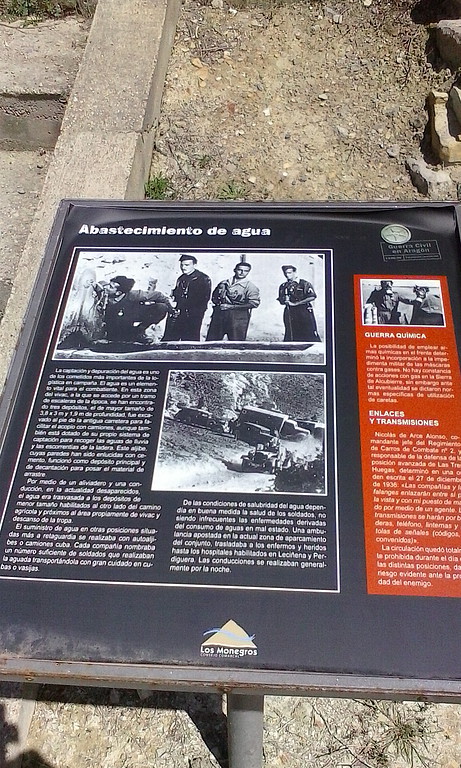 Abastecimiento de agua
Guerra Civil
en Aragón
La captación y depuración del agua es uno
de los cometidos más importantes de la lo-
gística en campaña. El agua es un elemen-
to vital para el combatiente. En esta zona
del vivac, a la que se accede por un tramo
de escaleras de la época, se han encontra-
do tres depósitos, el de mayor tamaño de
3,8 x 3 m y 1,9 m de profundidad, fue exca-
vado al pie de la antigua carretera para fa-
cilitar el acopio con camiones, aunque tam-
bién está dotado de su propio sistema de
captación para recoger las aguas de lluvia
y las escorrentías de la ladera. Este aljibe,
cuyas paredes han sido enlucidas con ce-
mento, funcionó como depósito principal y
de decantación para posar el material de
arrastre.
Por medio de un aliviadero y una con-
ducción, en la actualidad desaparecidos,
el agua era trasvasada a los depósitos de
menor tamaño habilitados al otro lado del camino
agrícola y próximos al área propiamente de vivac y
descanso de la tropa.
El suministro de agua en otras posiciones situa-
das más a retaguardia se realizaba con autoalji-
bes o camiones cuba. Cada compañía nombraba
un número suficiente de soldados que realizaban
la aguada transportándola con gran cuidado en cu-
bas o vasijas.
De las condiciones de salubridad del agua depen-
día en buena medida la salud de los soldados, no
siendo infrecuentes las enfermedades derivadas
del consumo de aguas en mal estado. Una ambu-
lancia apostada en la actual zona de aparcamiento
del conjunto, trasladaba a los enfermos y heridos
hasta los hospitales habilitados en Leciñena y Per-
diguera. Las conducciones se realizaban general-
mente por la noche.
GUERRA QUÍMICA
La posibilidad de emplear ar-
mas químicas en el frente deter-
minó la incorporación a la impe-
dimenta militar de las máscaras
contra gases. No hay constancia
de acciones con gas en la Sierra
de Alcubierre, sin embargo ante
tal eventualidad se dictaron nor-
mas específicas de utilización
de caretas.
ENLACES
Y TRANSMISIONES
Nicolás de Arce Alonso, co-
mandante jefe del Regimiento
de Carros de Combate nº 2, y
responsable de la defensa de la
posición avanzada de Las Tres
Huegas, determinó en una or-
den escrita el 27 de diciembre
de 1936: «Las compañías y
falanges enlazarán entre sí por
la vista y con mi puesto de man-
do por medio de un agente. Las
transmisiones se harán por ban-
deras, teléfono, linternas y pis-
tolas de señales (códigos
convenidos)».
La circulación quedó total-
te prohibida durante el día
las distintas posiciones, da
riesgo evidente ante la pro
dad del enemigo.
Los Monegros
CONSEJO COMARCAL